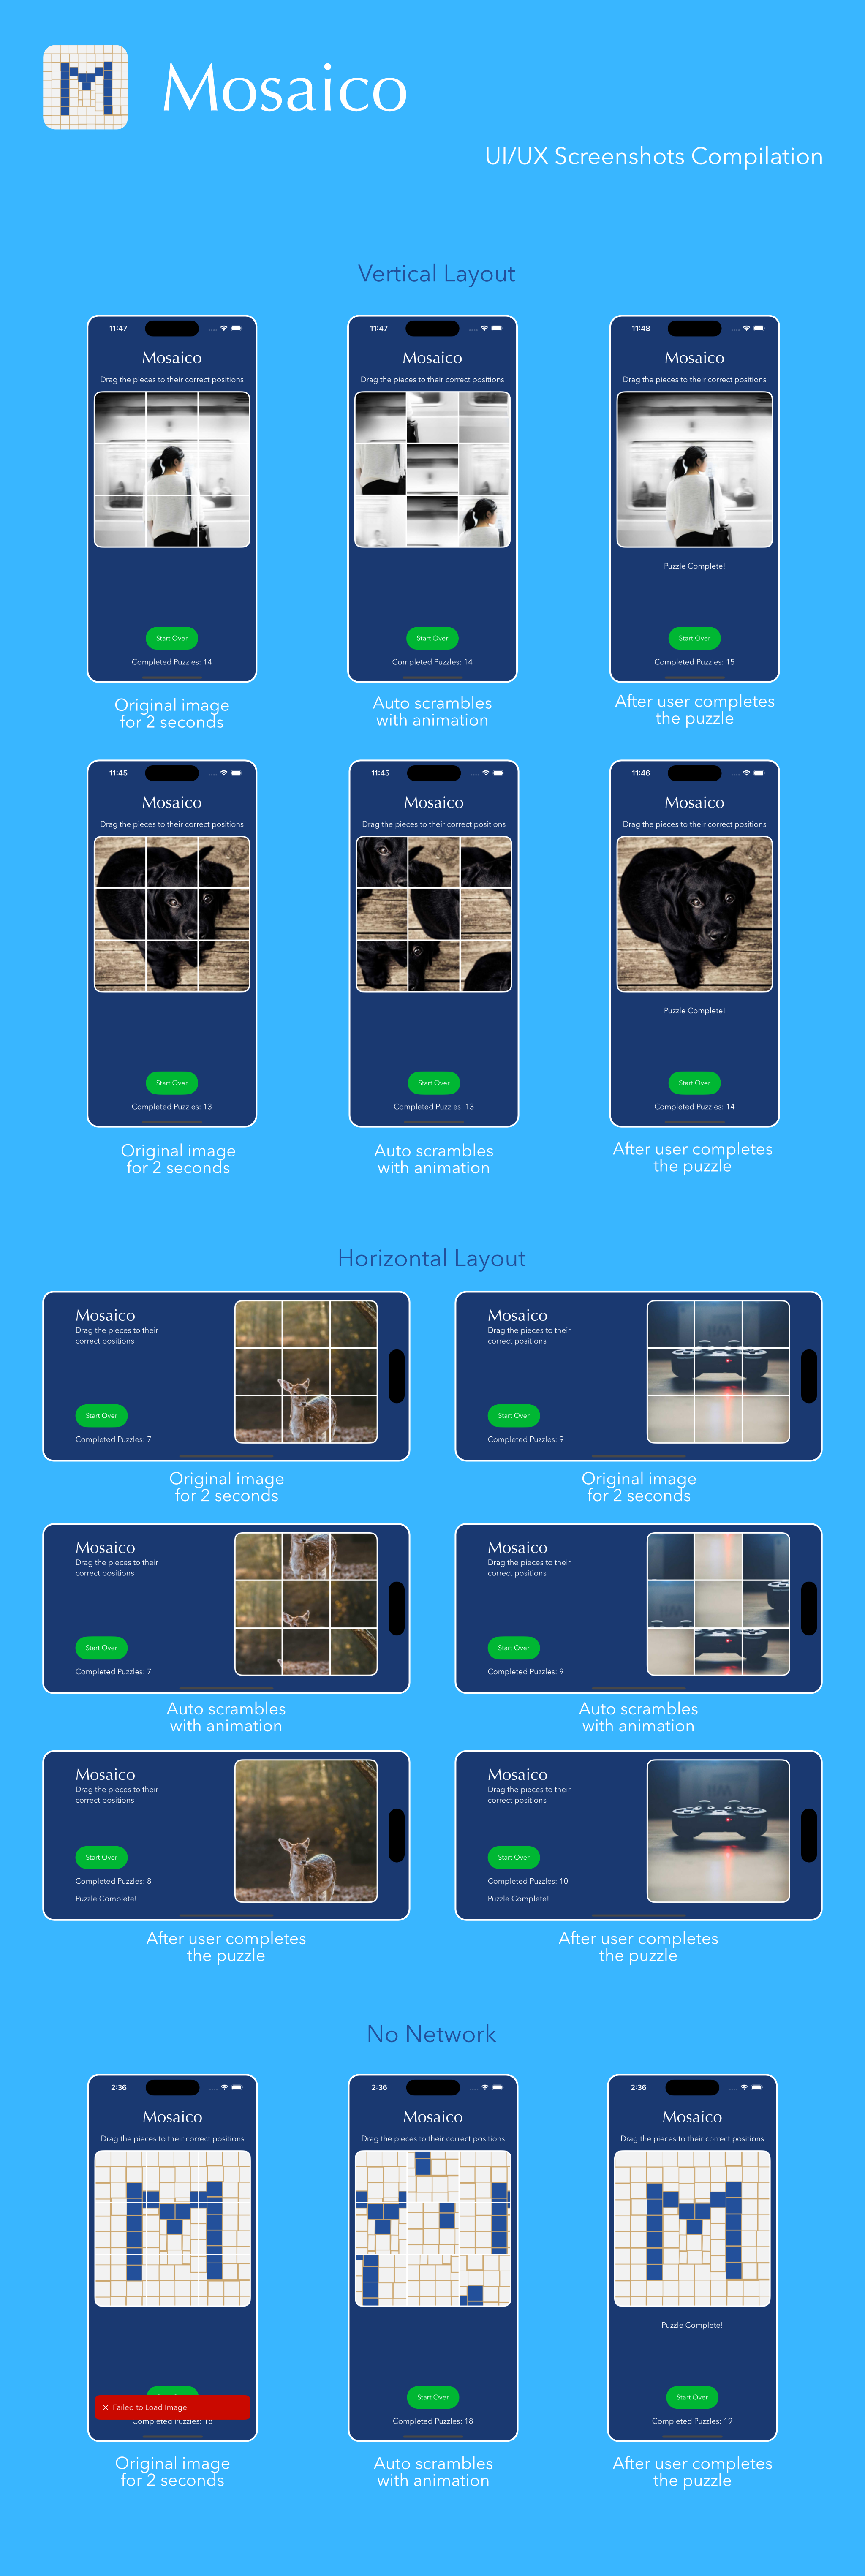 Mosaico
UI/UX Screenshots Compilation
Vertical Layout
11:47
Mosaico
Drag the pieces to their correct positions
Start Over
Completed Puzzles: 14
Original image
for 2 seconds
11:47
Mosaico
Drag the pieces to their correct positions
Start Over
Completed Puzzles: 14
Auto scrambles
with animation
11:48
Mosaico
Drag the pieces to their correct positions
Puzzle Complete!
Start Over
Completed Puzzles: 15
After user completes
the puzzle
11:45
Mosaico
Drag the pieces to their correct positions
Start Over
Completed Puzzles: 13
Original image
for 2 seconds
11:45
Mosaico
Drag the pieces to their correct positions
Start Over
Completed Puzzles: 13
Auto scrambles
with animation
11:46
Mosaico
Drag the pieces to their correct positions
Puzzle Complete!
Start Over
Completed Puzzles: 14
After user completes
the puzzle
Horizontal Layout
Mosaico
Drag the pieces to their
correct positions
Start Over
Completed Puzzles: 7
Original image
for 2 seconds
Mosaico
Drag the pieces to their
correct positions
Start Over
Completed Puzzles: 9
Original image
for 2 seconds
Mosaico
Drag the pieces to their
correct positions
Start Over
Completed Puzzles: 7
Auto scrambles
with animation
Mosaico
Drag the pieces to their
correct positions
Start Over
Completed Puzzles: 9
Auto scrambles
with animation
Mosaico
Drag the pieces to their
correct positions
Start Over
Completed Puzzles: 8
Puzzle Complete!
After user completes
the puzzle
Mosaico
Drag the pieces to their
correct positions
Start Over
Completed Puzzles: 10
Puzzle Complete!
After user completes
the puzzle
No Network
2:36
Mosaico
Drag the pieces to their correct positions
Failed to Load Image
Completed Puzzles: 18
Original image
for 2 seconds
2:36
Mosaico
Drag the pieces to their correct positions
Start Over
Completed Puzzles: 18
Auto scrambles
with animation
2:36
Mosaico
Drag the pieces to their correct positions
Puzzle Complete!
Start Over
Completed Puzzles: 19
After user completes
the puzzle